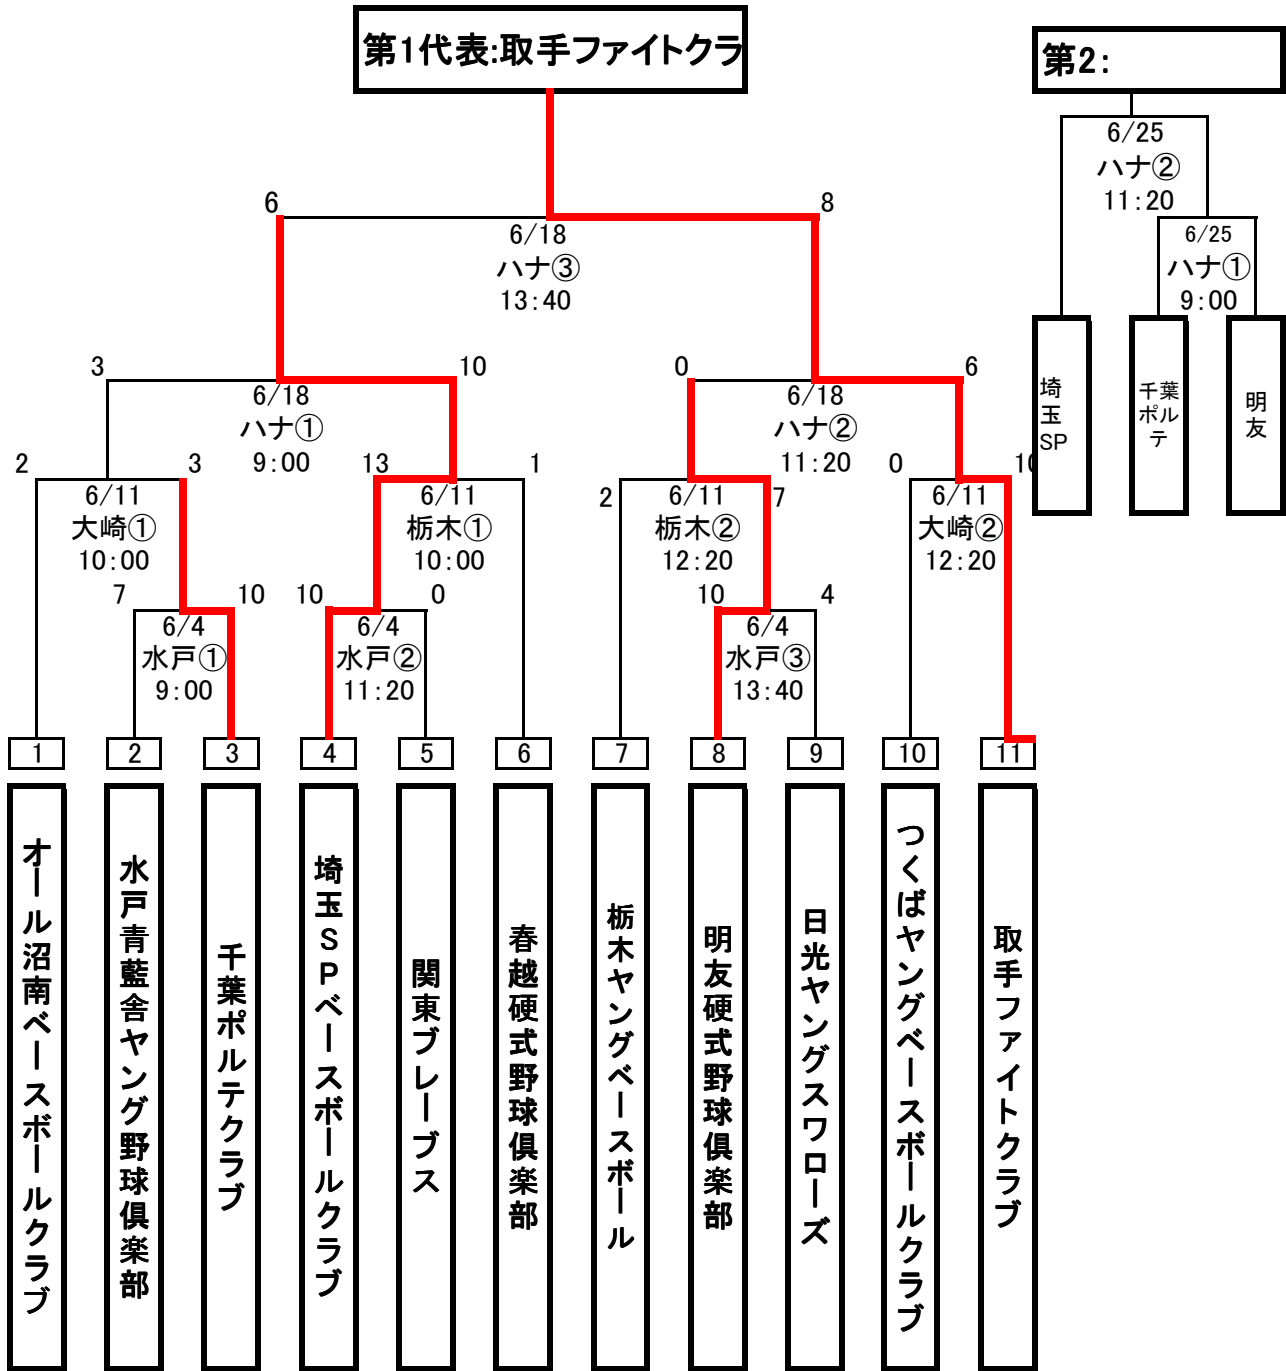 第1代表:取手ファイトクラ
第2:
6/25
ハナ②
11:20
6/25
ハナ①
9:00
埼玉SP
千葉ポルテ
明友
6
8
6/18
ハナ③
13:40
3
10
6/18
ハナ①
9:00
0
6
6/18
ハナ②
11:20
2
3
6/11
大崎①
10:00
13
1
6/11
栃木①
10:00
2
7
6/11
栃木②
12:20
0
10
6/11
大崎②
12:20
7
10
6/4
水戸①
9:00
10
0
6/4
水戸②
11:20
10
4
6/4
水戸③
13:40
1
2
3
4
5
6
7
8
9
10
11
オール沼南ベースボールクラブ
水戸青藍舎ヤング野球倶楽部
千葉ポルテクラブ
埼玉SPベースボールクラブ
関東ブレーブス
春越硬式野球倶楽部
栃木ヤングベースボール
明友硬式野球倶楽部
日光ヤングスワローズ
つくばヤングベースボールクラブ
取手ファイトクラブ